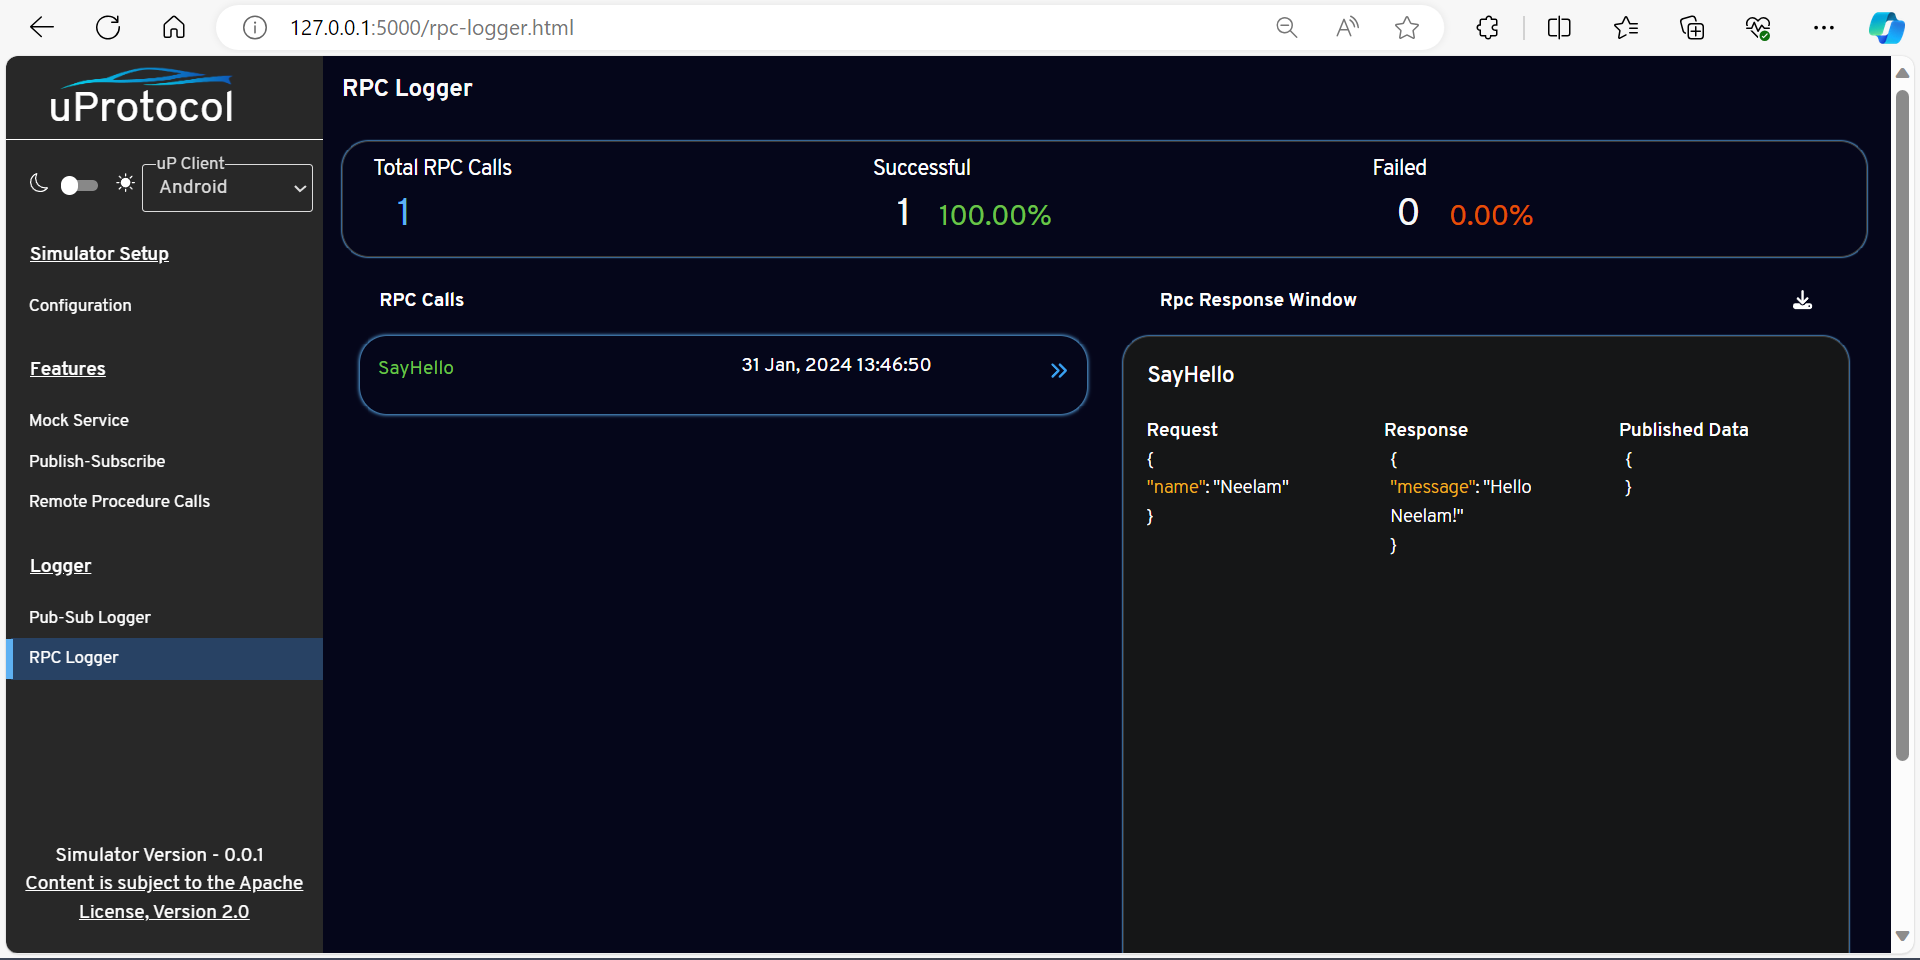 127.0.0.1:5000/rpc-logger.html
uProtocol
uP Client
Android
Simulator Setup
Configuration
Features
Mock Service
Publish-Subscribe
Remote Procedure Calls
Logger
Pub-Sub Logger
RPC Logger
Simulator Version - 0.0.1
Content is subject to the Apache
License, Version 2.0
RPC Logger
Total RPC Calls
1
Successful
1 100.00%
Failed
0 0.00%
RPC Calls
SayHello 31 Jan, 2024 13:46:50
Rpc Response Window
SayHello
Request
{
"name": "Neelam"
}
Response
{
"message": "Hello
Neelam!"
}
Published Data
{
}